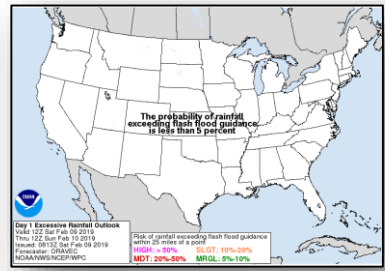 The probability of rainfall
exceeding flash flood guidance
is less than 5 percent
noaa
Day 1 Excessive Rainfall Outlook
Valid 12Z Sat Feb 09 2019
Thru 12Z Sun Feb 10 2019
Issued: 0813Z Sat Feb 09 2019
Forecaster: ORAVEC
NOAA/NWS/NCEP/WPC
Risk of rainfall exceeding flash flood guidance
within 25 miles of a point
HIGH: > 50% SLGT: 10%-20%
MDT: 20%-50% MRGL: 5%-10%